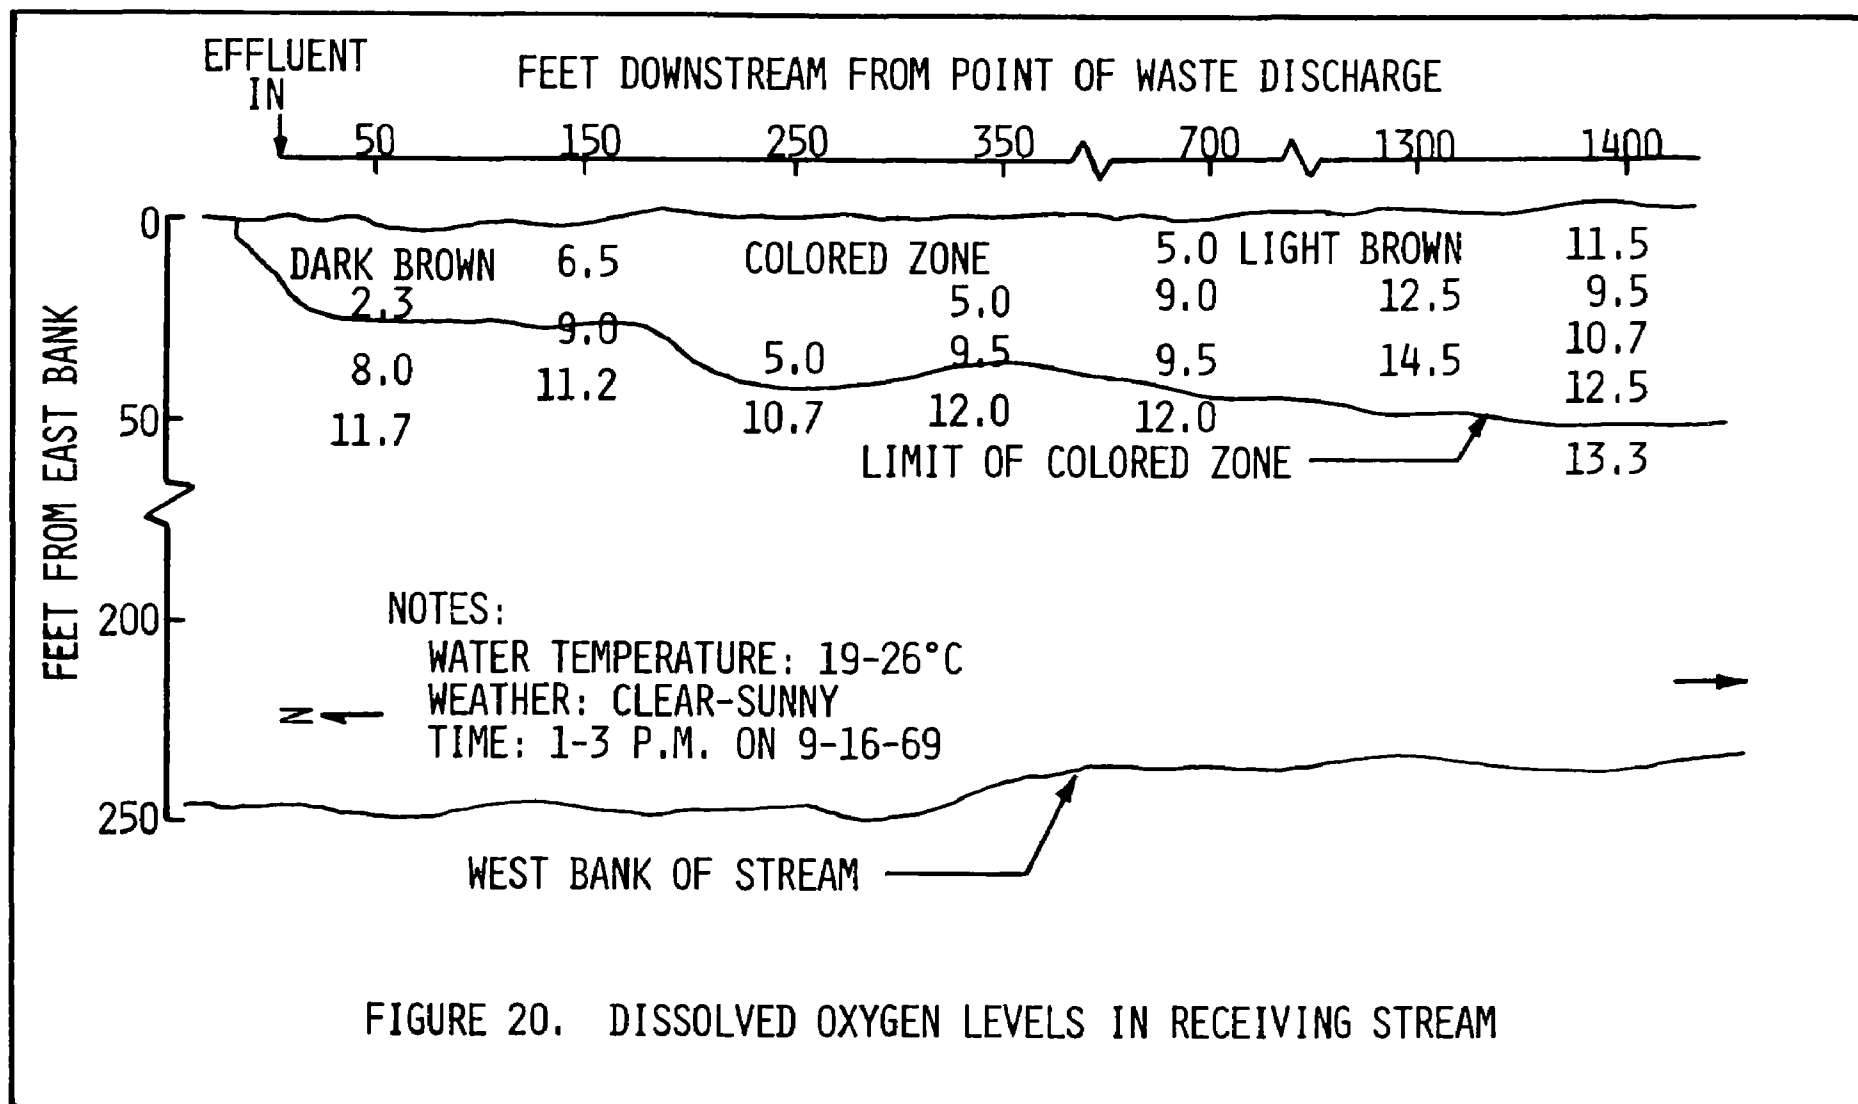 EFFLUENT
IN
FEET DOWNSTREAM FROM POINT OF WASTE DISCHARGE
50 150 250 350 700 1300 1400
FEET FROM EAST BANK
0
50
200
250
DARK BROWN 6.5 COLORED ZONE 5.0 LIGHT BROWN 11.5
2.3 5.0 9.0 12.5 9.5
9.0 10.7
8.0 11.2 5.0 9.5 9.5 14.5 12.5
11.7 10.7 12.0 12.0
LIMIT OF COLORED ZONE 13.3
NOTES:
WATER TEMPERATURE: 19-26°C
WEATHER: CLEAR-SUNNY
TIME: 1-3 P.M. ON 9-16-69
N
WEST BANK OF STREAM
FIGURE 20. DISSOLVED OXYGEN LEVELS IN RECEIVING STREAM